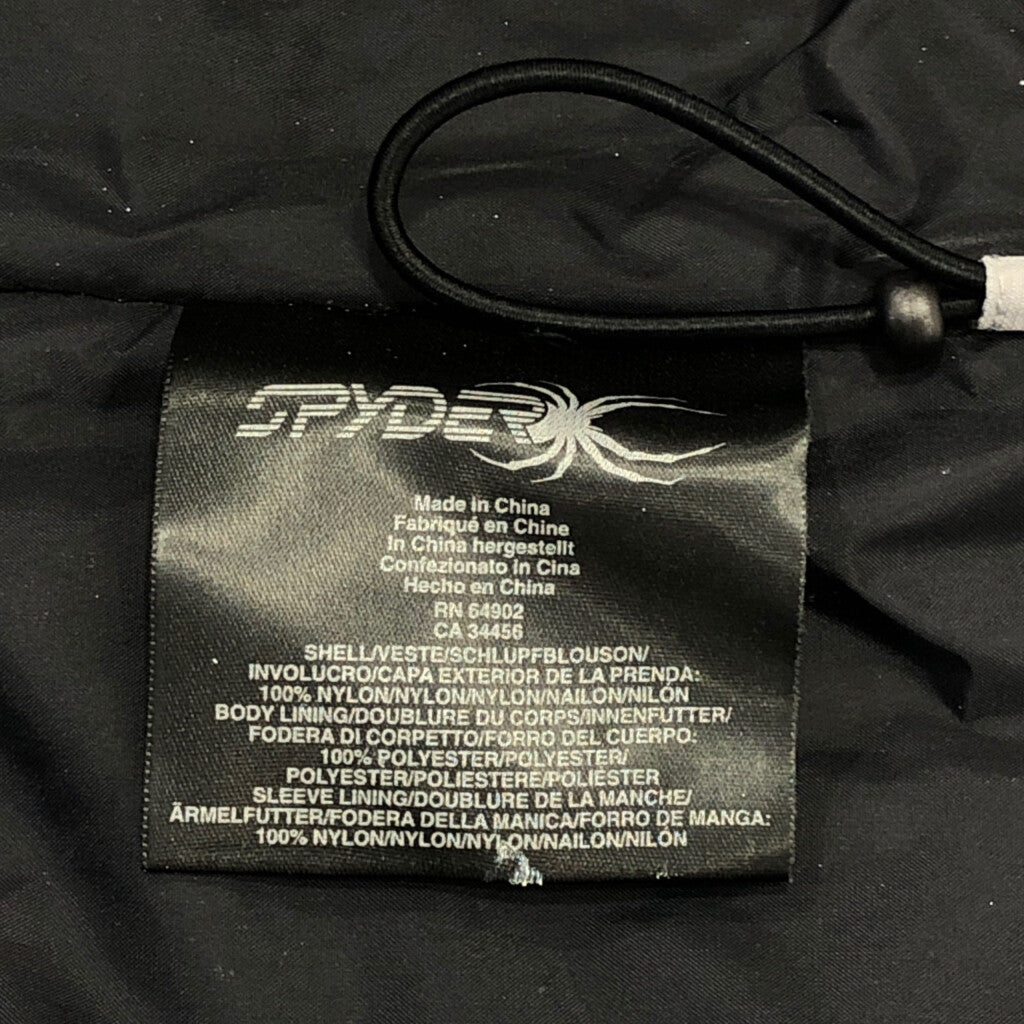 SPYDER
Made in China
Fabriqué en Chine
In China hergestellt
Confezionato in Cina
Hecho en China
RN 64902
CA 34456
SHELL/VESTE/SCHLUPFBLOUSON/
INVOLUCRO/CAPA EXTERIOR DE LA PRENDA:
100% NYLON/NYLON/NYLON/NAILON/NILÓN
BODY LINING/DOUBLURE DU CORPS/INNENFUTTER/
FODERA DI CORPETTO/FORRO DEL CUERPO:
100% POLYESTER/POLYESTER/
POLYESTER/POLIESTERE/POLIÉSTER
SLEEVE LINING/DOUBLURE DE LA MANCHE/
ÄRMELFUTTER/FODERA DELLA MANICA/FORRO DE MANGA:
100% NYLON/NYLON/NYLON/NAILON/NILÓN